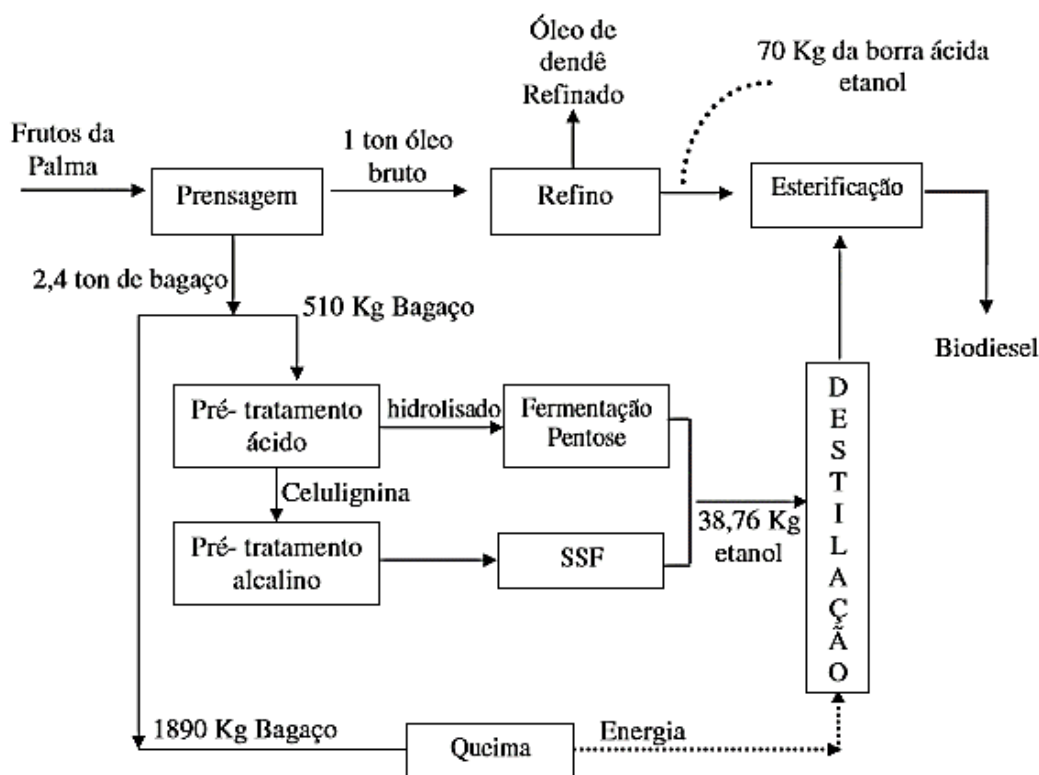 Óleo de
dendê
Refinado
70 Kg da borra ácida
etanol
Frutos da
Palma
1 ton óleo
bruto
Prensagem
Refino
Esterificação
2,4 ton de bagaço
510 Kg Bagaço
Biodiesel
Pré- tratamento
ácido
hidrolisado
Fermentação
Pentose
Celulignina
Pré- tratamento
alcalino
SSF
38,76 Kg
etanol
D
E
S
T
I
L
A
Ç
Ã
O
1890 Kg Bagaço
Queima
Energia